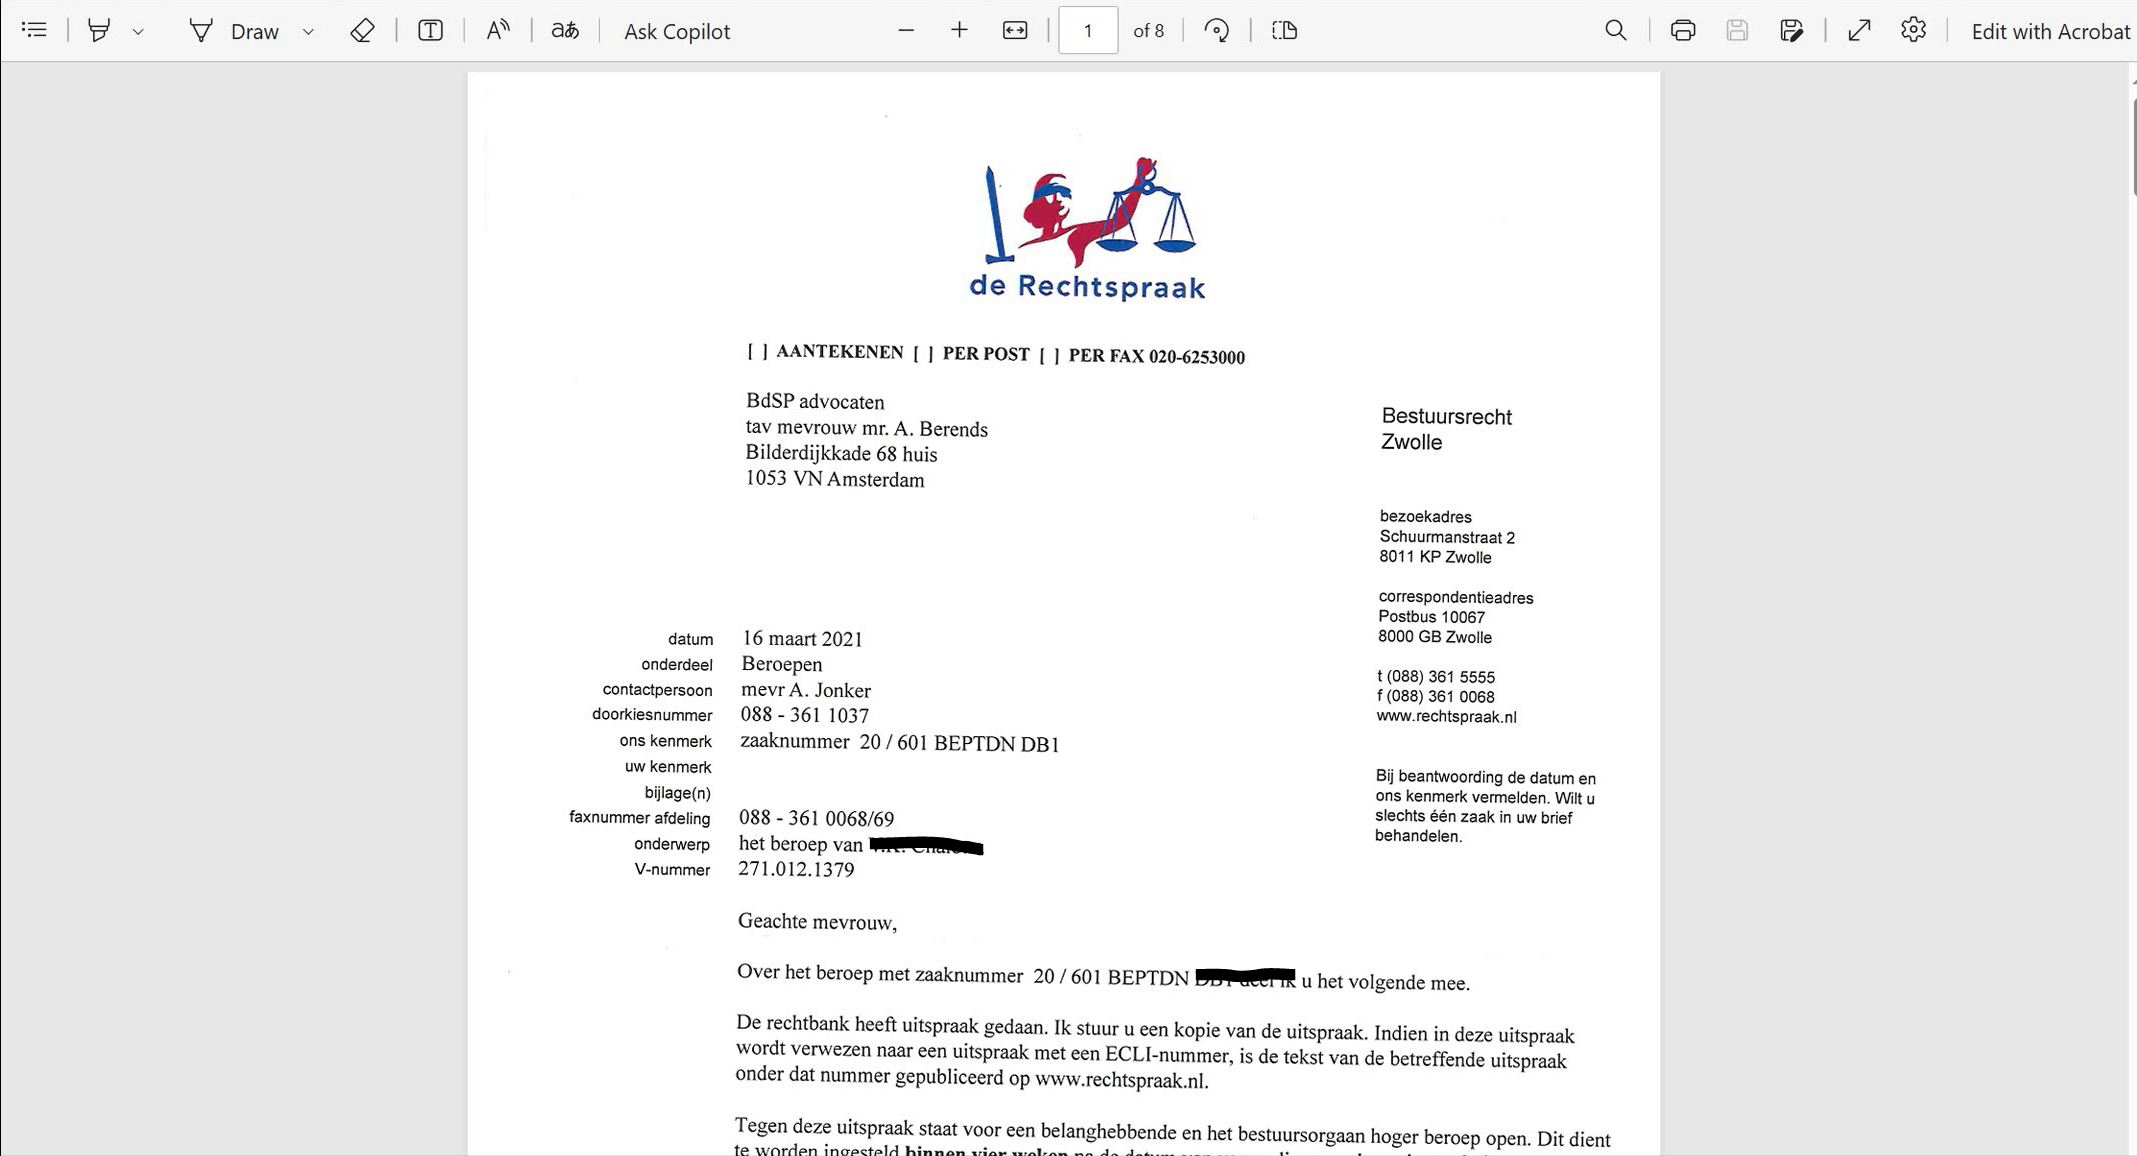 Draw
Ask Copilot
1 of 8
Edit with Acrobat
de Rechtspraak
[ ] AANTEKENEN [ ] PER POST [ ] PER FAX 020-6253000
BdSP advocaten
tav mevrouw mr. A. Berends
Bilderdijkkade 68 huis
1053 VN Amsterdam
Bestuursrecht
Zwolle
bezoekadres
Schuurmanstraat 2
8011 KP Zwolle
correspondentieadres
Postbus 10067
8000 GB Zwolle
t (088) 361 5555
f (088) 361 0068
www.rechtspraak.nl
Bij beantwoording de datum en
ons kenmerk vermelden. Wilt u
slechts één zaak in uw brief
behandelen.
datum 16 maart 2021
onderdeel Beroepen
contactpersoon mevr A. Jonker
doorkiesnummer 088 - 361 1037
ons kenmerk zaaknummer 20 / 601 BEPTDN DB1
uw kenmerk
bijlage(n)
faxnummer afdeling 088 - 361 0068/69
onderwerp het beroep van
V-nummer 271.012.1379
Geachte mevrouw,
Over het beroep met zaaknummer 20 / 601 BEPTDN u het volgende mee.
De rechtbank heeft uitspraak gedaan. Ik stuur u een kopie van de uitspraak. Indien in deze uitspraak
wordt verwezen naar een uitspraak met een ECLI-nummer, is de tekst van de betreffende uitspraak
onder dat nummer gepubliceerd op www.rechtspraak.nl.
Tegen deze uitspraak staat voor een belanghebbende en het bestuursorgaan hoger beroep open. Dit dient
te worden ingesteld binnen vier weken na de datum van